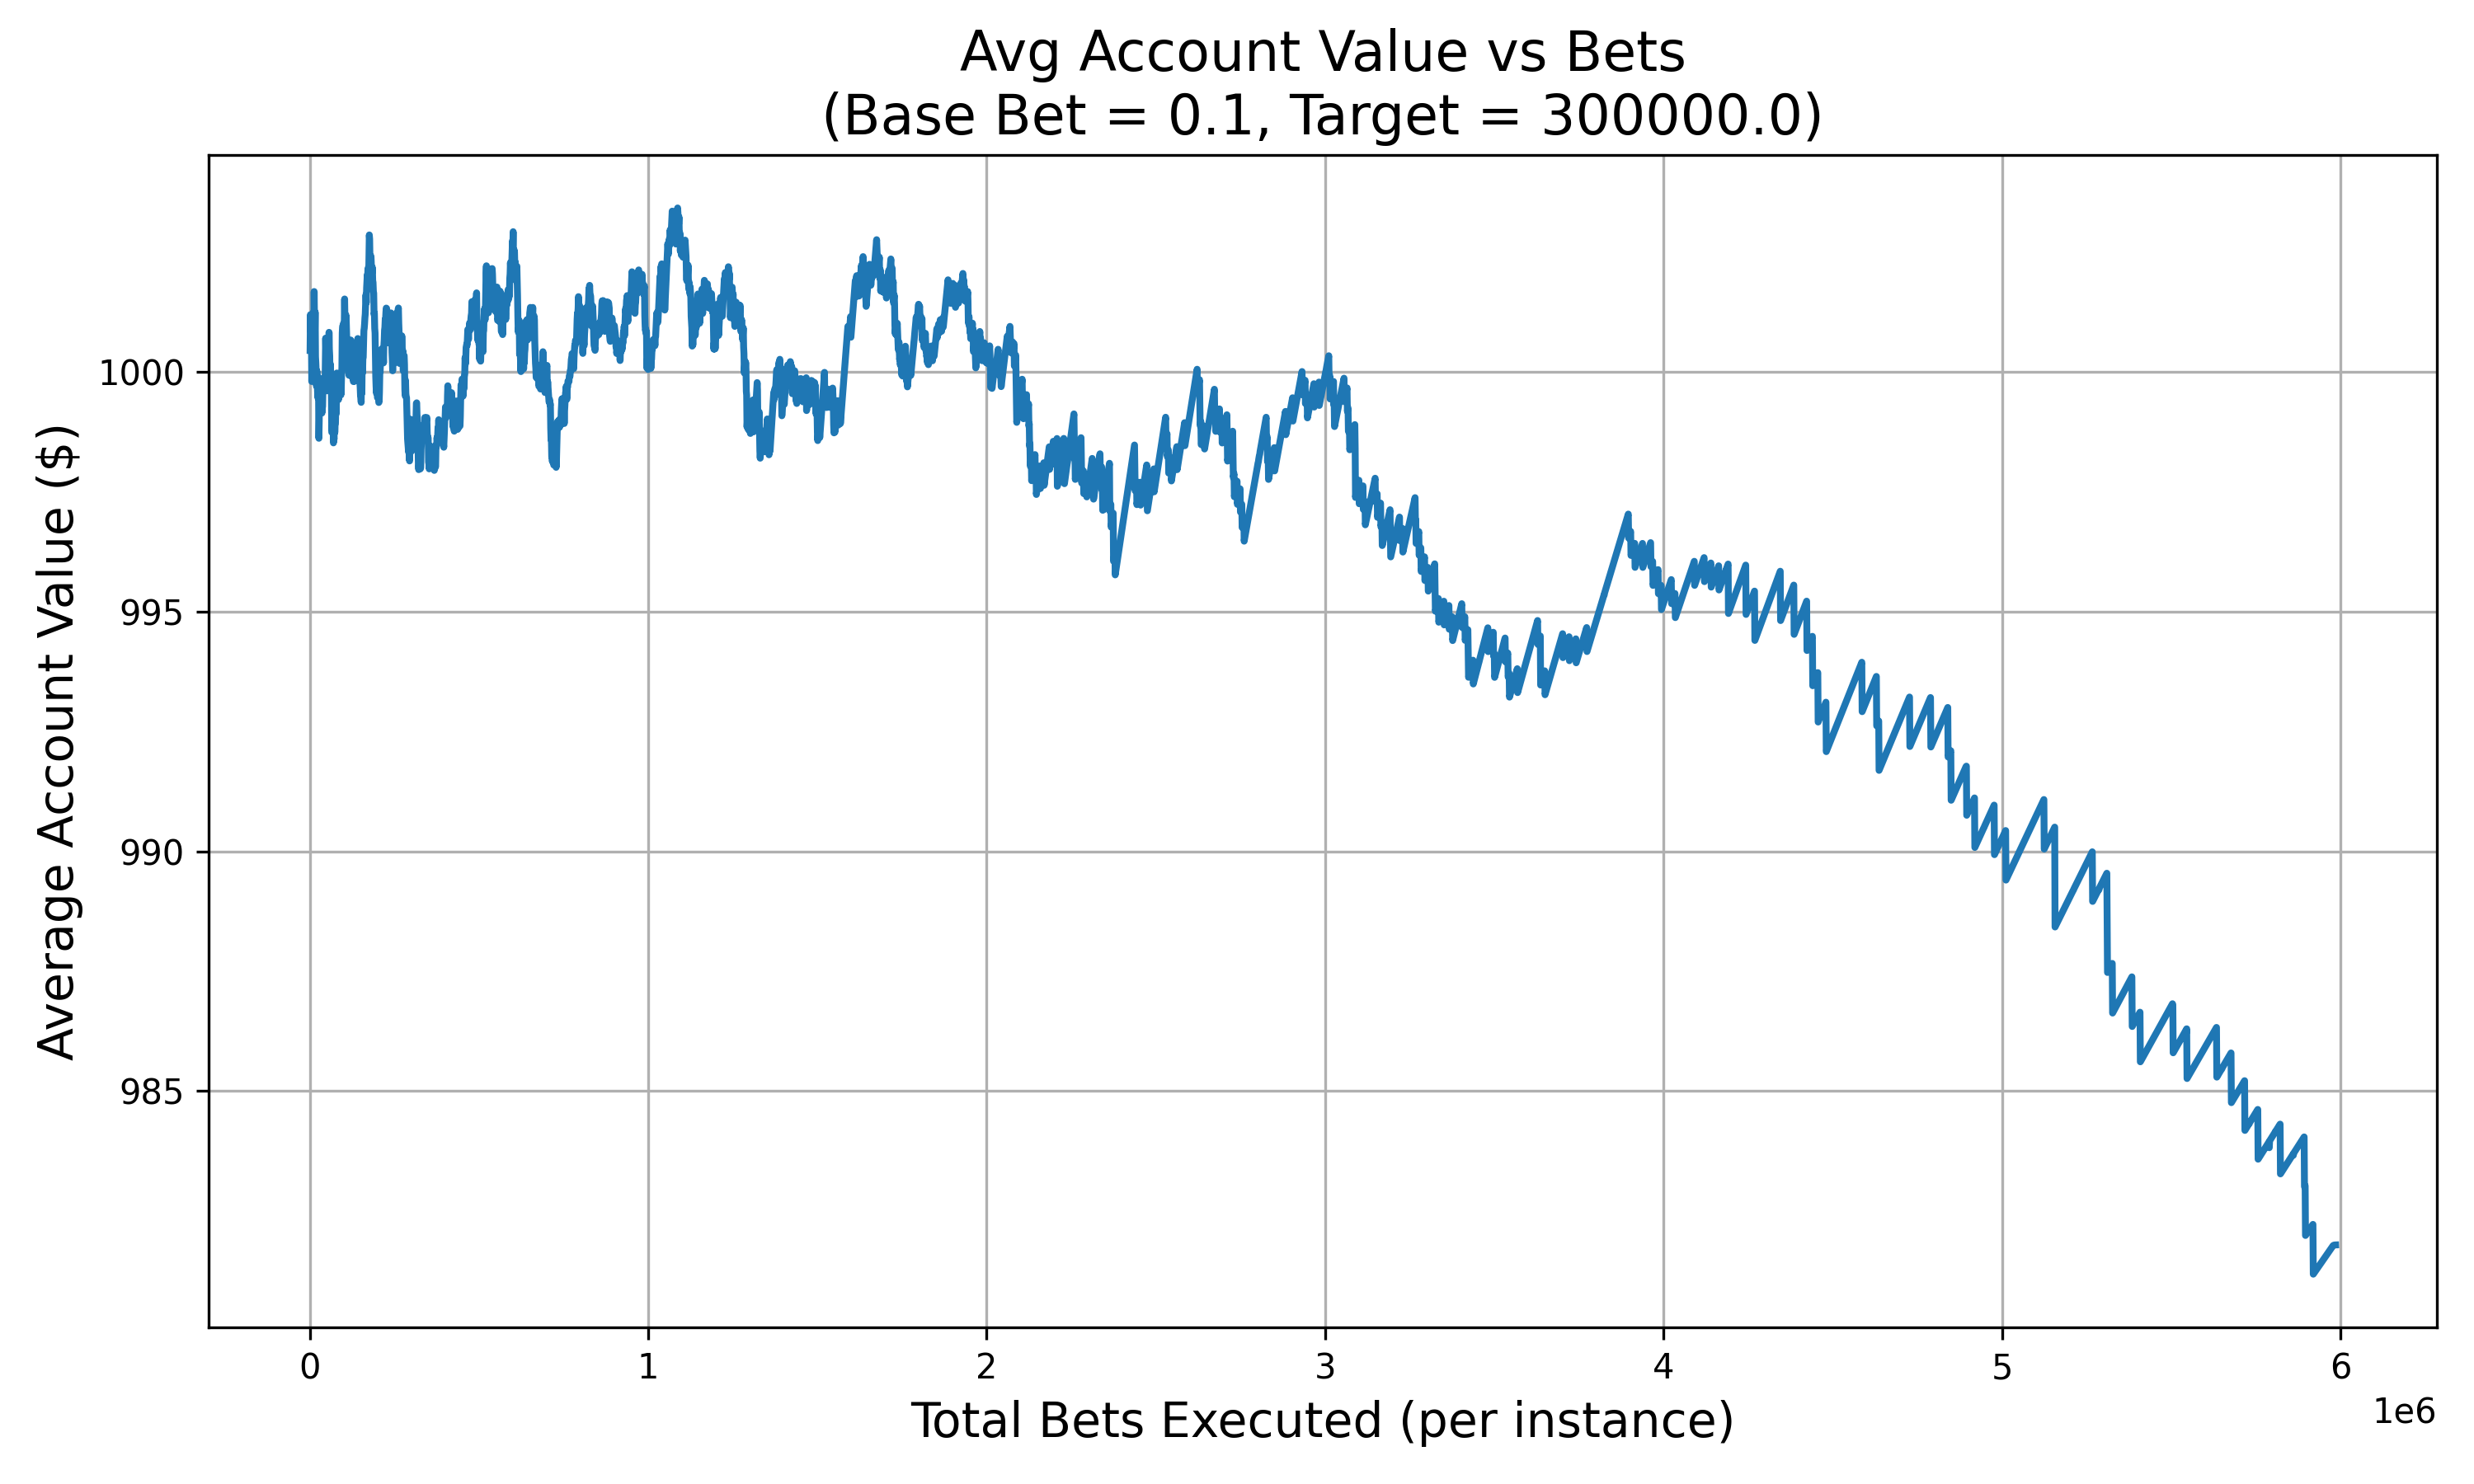 Avg Account Value vs Bets
(Base Bet = 0.1, Target = 300000.0)
Average Account Value ($)
1000
995
990
985
0 1 2 3 4 5 6
1e6
Total Bets Executed (per instance)